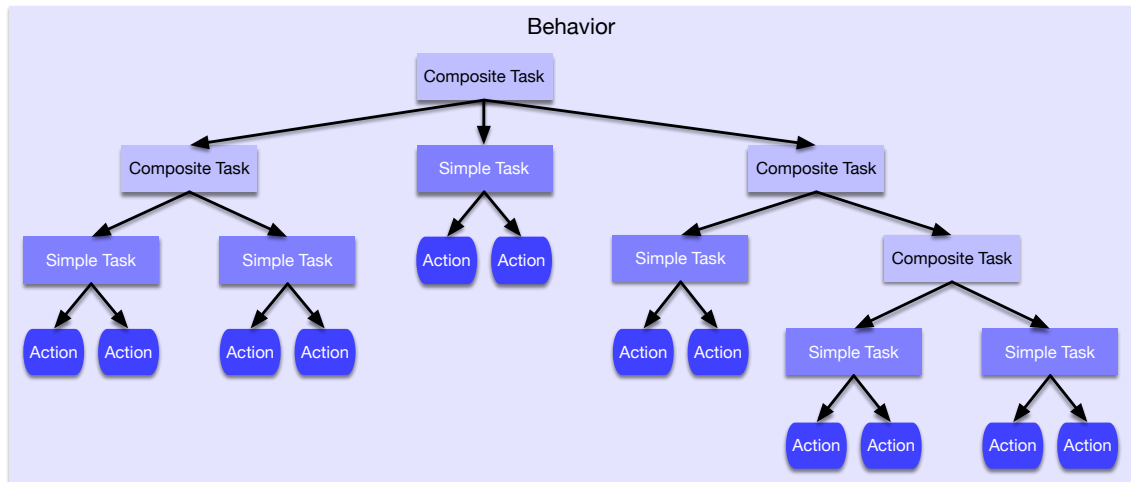 Behavior
Composite Task
Composite Task
Simple Task
Composite Task
Simple Task
Simple Task
Action
Action
Simple Task
Composite Task
Action
Action
Action
Action
Action
Action
Simple Task
Simple Task
Action
Action
Action
Action